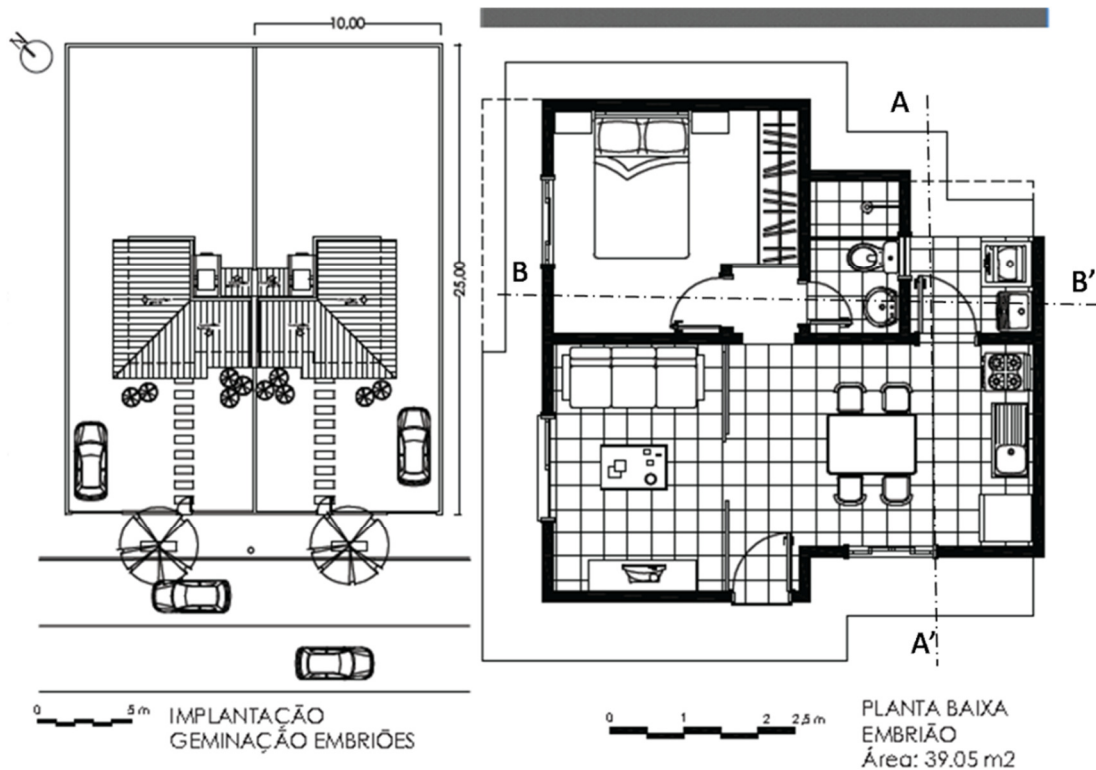 N
10,00
25,00
0 5 m
IMPLANTAÇÃO
GEMINAÇÃO EMBRIÕES
A
B
B'
A'
0 1 2 2,5 m
PLANTA BAIXA
EMBRIÃO
Área: 39.05 m2